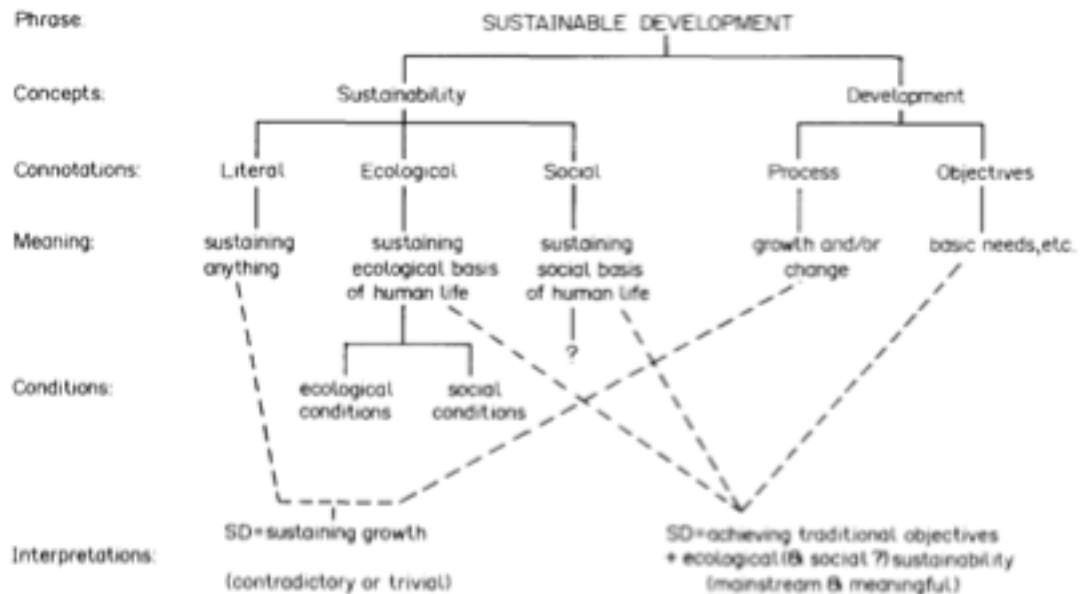 Phrase: SUSTAINABLE DEVELOPMENT
Concepts: Sustainability Development
Connotations: Literal Ecological Social Process Objectives
Meaning: sustaining sustaining sustaining growth and/or basic needs, etc.
anything ecological basis social basis change
of human life of human life
?
Conditions: ecological social
conditions conditions
SD=sustaining growth SD=achieving traditional objectives
Interpretations: + ecological(& social ?) sustainability
(contradictory or trivial) (mainstream & meaningful)